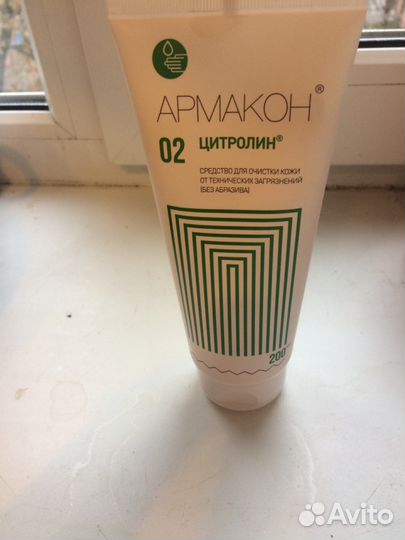 АРМАКОН®
02 ЦИТРОЛИН®
СРЕДСТВО ДЛЯ ОЧИСТКИ КОЖИ
ОТ ТЕХНИЧЕСКИХ ЗАГРЯЗНЕНИЙ
(БЕЗ АБРАЗИВА)
200
Avito